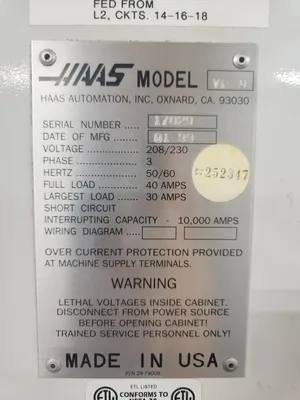 FED FROM
L2, CKTS. 14-16-18
HAAS MODEL
HAAS AUTOMATION, INC, OXNARD, CA. 93030
SERIAL NUMBER
DATE OF MFG
VOLTAGE 208/230
PHASE 3
HERTZ 50/60
FULL LOAD 40 AMPS
LARGEST LOAD 30 AMPS
SHORT CIRCUIT
INTERRUPTING CAPACITY - 10,000 AMPS
WIRING DIAGRAM
252847
OVER CURRENT PROTECTION PROVIDED
AT MACHINE SUPPLY TERMINALS.
WARNING
LETHAL VOLTAGES INSIDE CABINET.
DISCONNECT FROM POWER SOURCE
BEFORE OPENING CABINET!
TRAINED SERVICE PERSONNEL ONLY!
MADE IN USA
ETL LISTED
CONFORMS TO